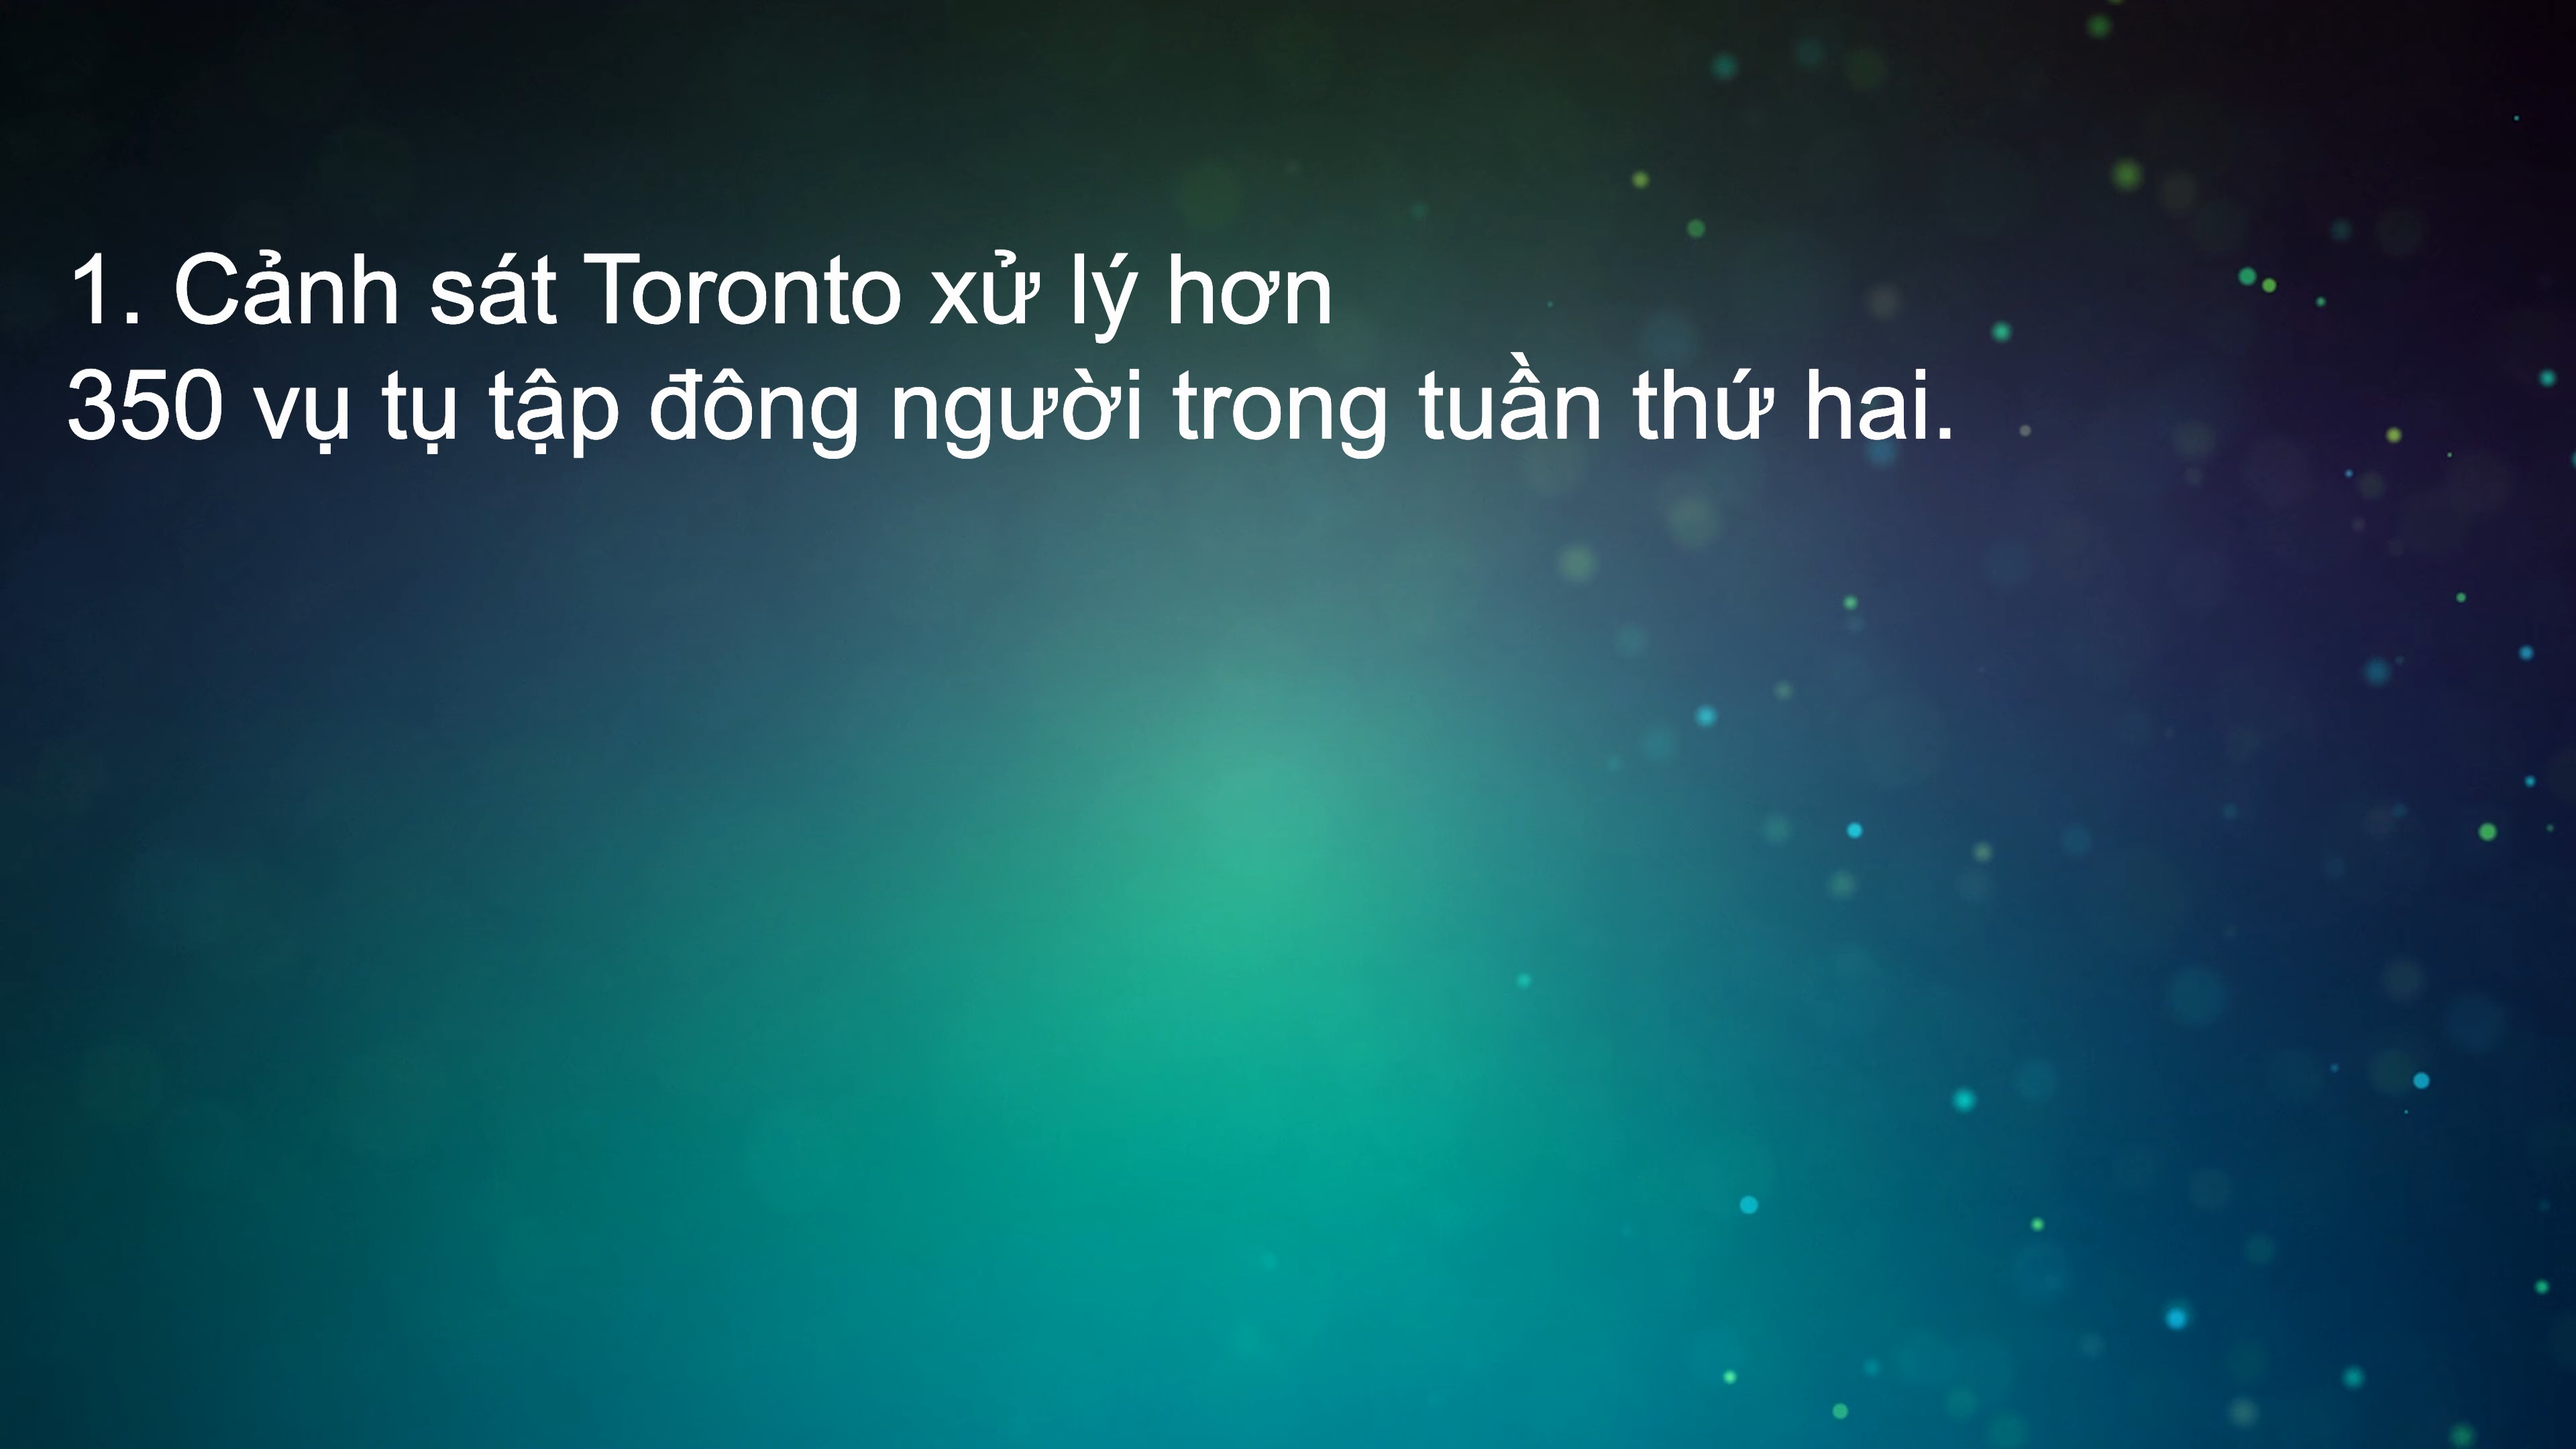 1. Cảnh sát Toronto xử lý hơn
350 vụ tụ tập đông người trong tuần thứ hai.